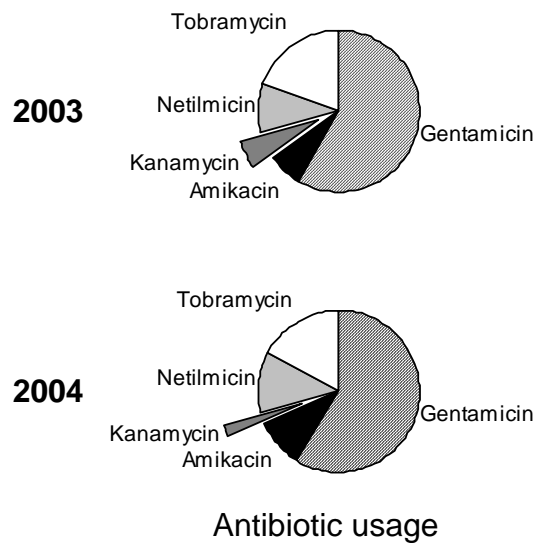 Tobramycin
2003
Netilmicin
Gentamicin
Kanamycin
Amikacin
Tobramycin
2004
Netilmicin
Gentamicin
Kanamycin
Amikacin
Antibiotic usage